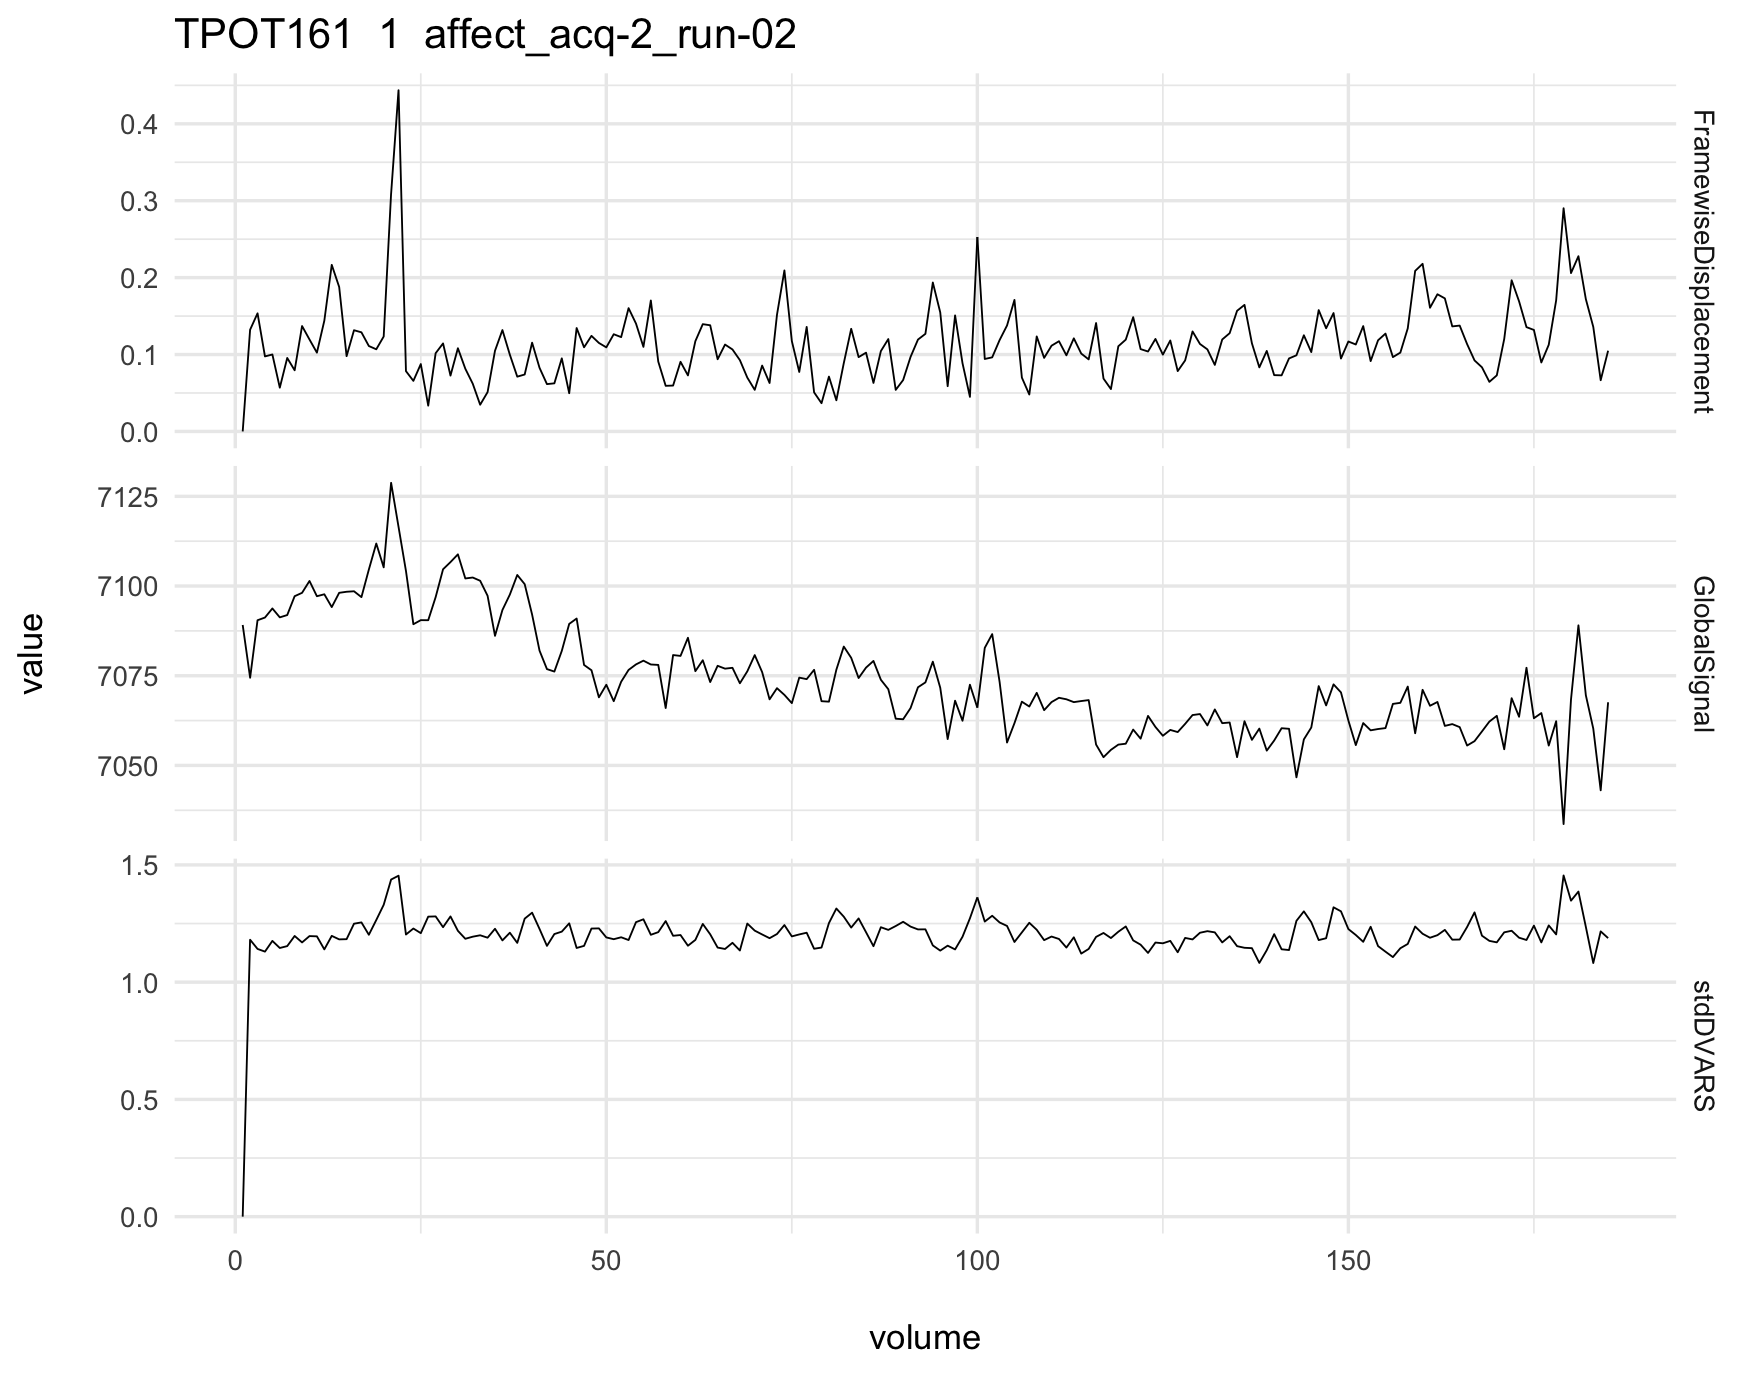 TPOT161 1 affect_acq-2_run-02
value
0.4
0.3
0.2
0.1
0.0
FramewiseDisplacement
7125
7100
7075
7050
GlobalSignal
1.5
1.0
0.5
0.0
stdDVARS
0 50 100 150
volume